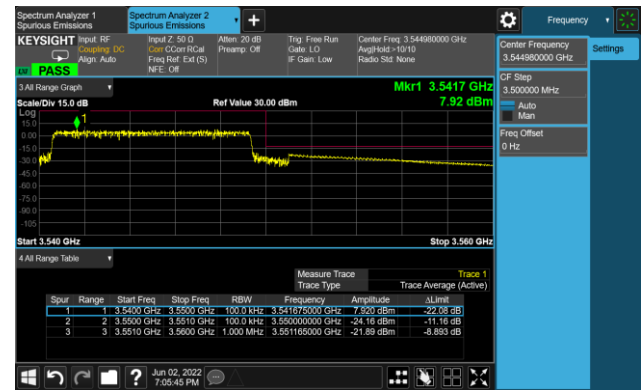 Spectrum Analyzer 1
Spurious Emissions
Spectrum Analyzer 2
Spurious Emissions
Frequency
KEYSIGHT
Input: RF
Coupling: DC
Align: Auto
Input Z: 50 Ω
Corr CCorr RCal
Freq Ref: Ext (S)
NFE: Off
Atten: 20 dB
Preamp: Off
Trig: Free Run
Gate: LO
IF Gain: Low
Center Freq: 3.544980000 GHz
Avg|Hold:>10/10
Radio Std: None
PASS
Center Frequency
3.544980000 GHz
Settings
CF Step
3.500000 MHz
Auto
Man
Freq Offset
0 Hz
3 All Range Graph
Mkr1 3.5417 GHz
7.92 dBm
Scale/Div 15.0 dB
Ref Value 30.00 dBm
Log
15.0
0.00
-15.0
-30.0
-45.0
-60.0
-75.0
-90.0
-105
1
Start 3.540 GHz
Stop 3.560 GHz
4 All Range Table
Measure Trace Trace 1
Trace Type Trace Average (Active)
Spur Range Start Freq Stop Freq RBW Frequency Amplitude ΔLimit
1 1 3.5400 GHz 3.5500 GHz 100.0 kHz 3.541675000 GHz 7.920 dBm -22.08 dB
2 2 3.5500 GHz 3.5510 GHz 100.0 kHz 3.550000000 GHz -24.16 dBm -11.16 dB
3 3 3.5510 GHz 3.5600 GHz 1.000 MHz 3.551165000 GHz -21.89 dBm -8.893 dB
Jun 02, 2022
7:05:45 PM